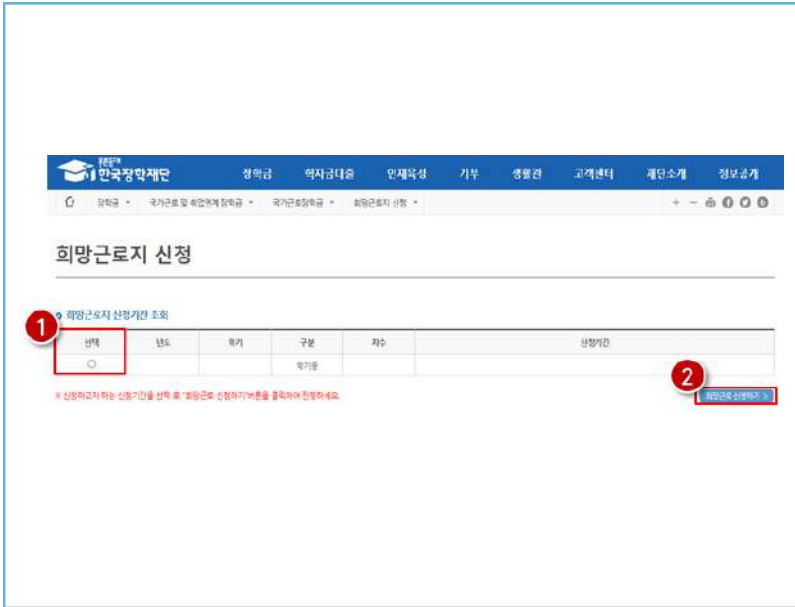 푸른등대
한국장학재단
장학금 학자금대출 인재육성 기부 생활관 고객센터 재단소개 정보공개
장학금 국가근로 및 취업연계 장학금 국가근로장학금 희망근로지 신청 + -
희망근로지 신청
희망근로지 신청기간 조회
1
선택 년도 학기 구분 차수 신청기간
학기중
2
※ 신청하고자 하는 신청기간을 선택 후 '희망근로 신청하기'버튼을 클릭하여 진행하세요.
희망근로 신청하기 >